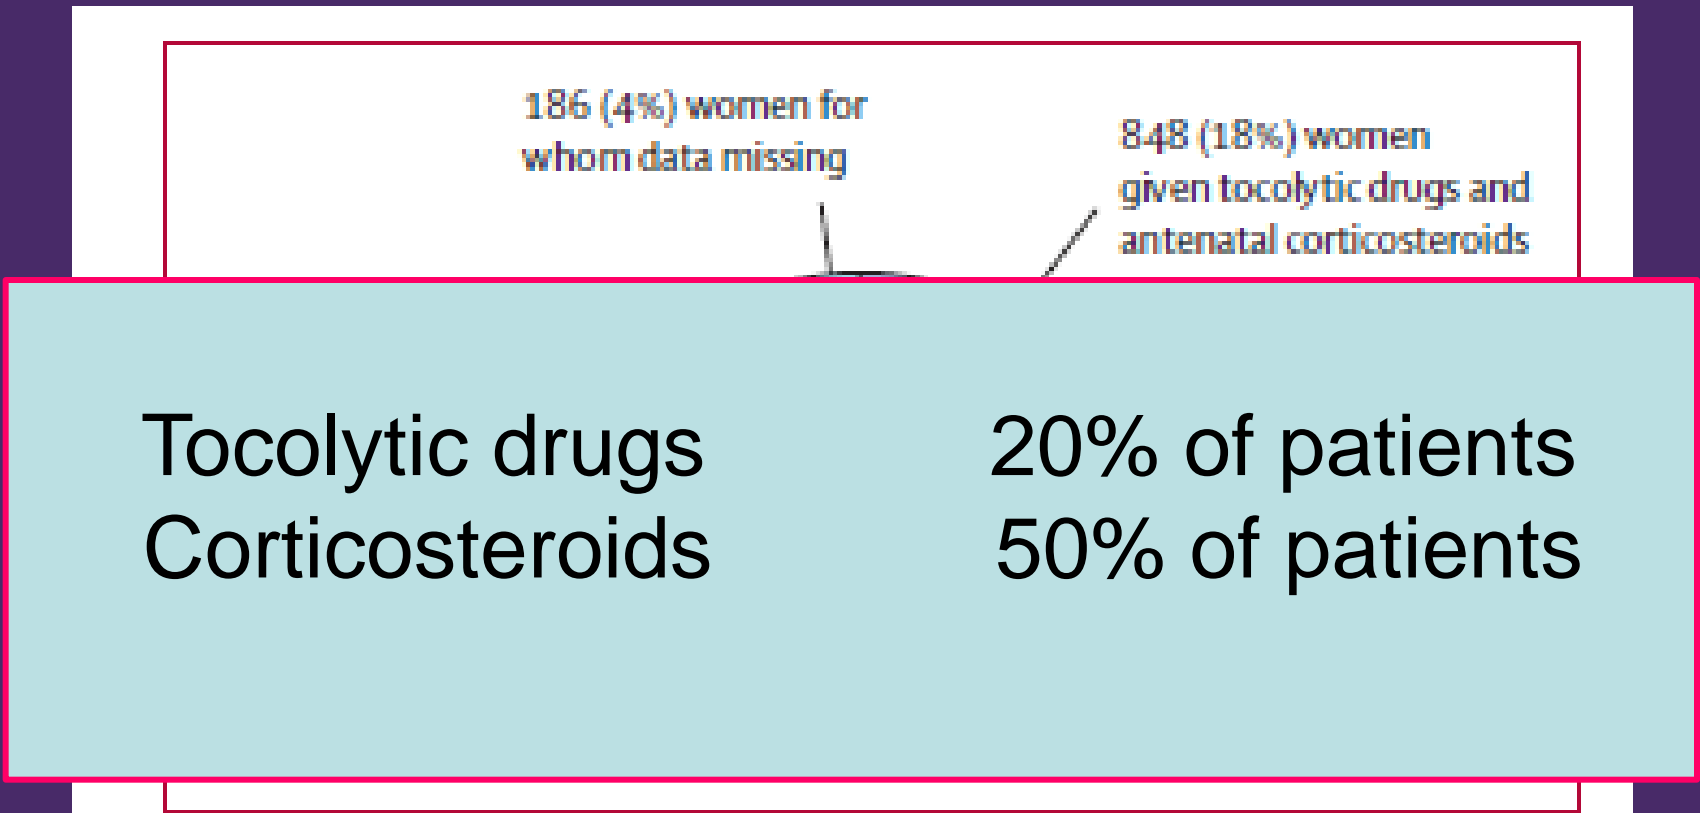 186 (4%) women for
whom data missing
848 (18%) women
given tocolytic drugs and
antenatal corticosteroids
Tocolytic drugs 20% of patients
Corticosteroids 50% of patients